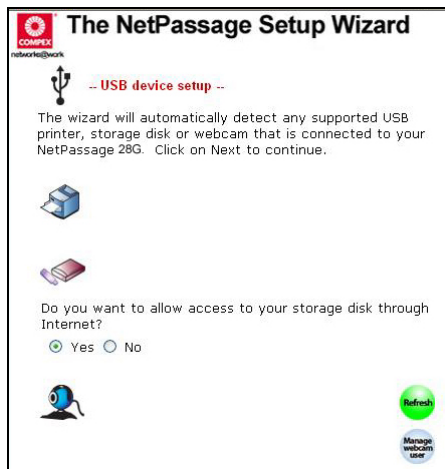 The NetPassage Setup Wizard
COMPEX
networks@work
-- USB device setup --
The wizard will automatically detect any supported USB
printer, storage disk or webcam that is connected to your
NetPassage 28G. Click on Next to continue.
Do you want to allow access to your storage disk through
Internet?
Yes No
Refresh
Manage
webcam
user